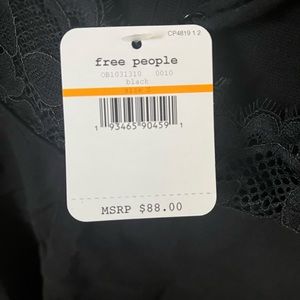 CP4819 1 2
free people
OB1031310 0010
black
1 93465 90459 1
MSRP $88.00